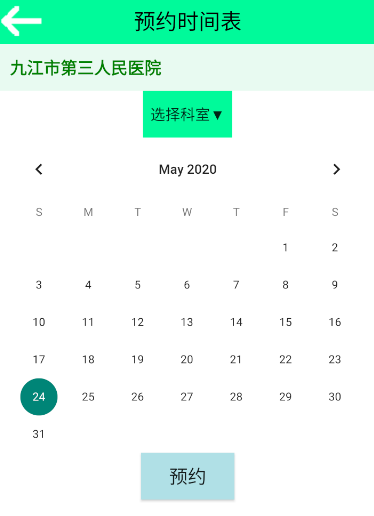 预约时间表
九江市第三人民医院
选择科室▼
May 2020
S M T W T F S
1 2
3 4 5 6 7 8 9
10 11 12 13 14 15 16
17 18 19 20 21 22 23
24 25 26 27 28 29 30
31
预约